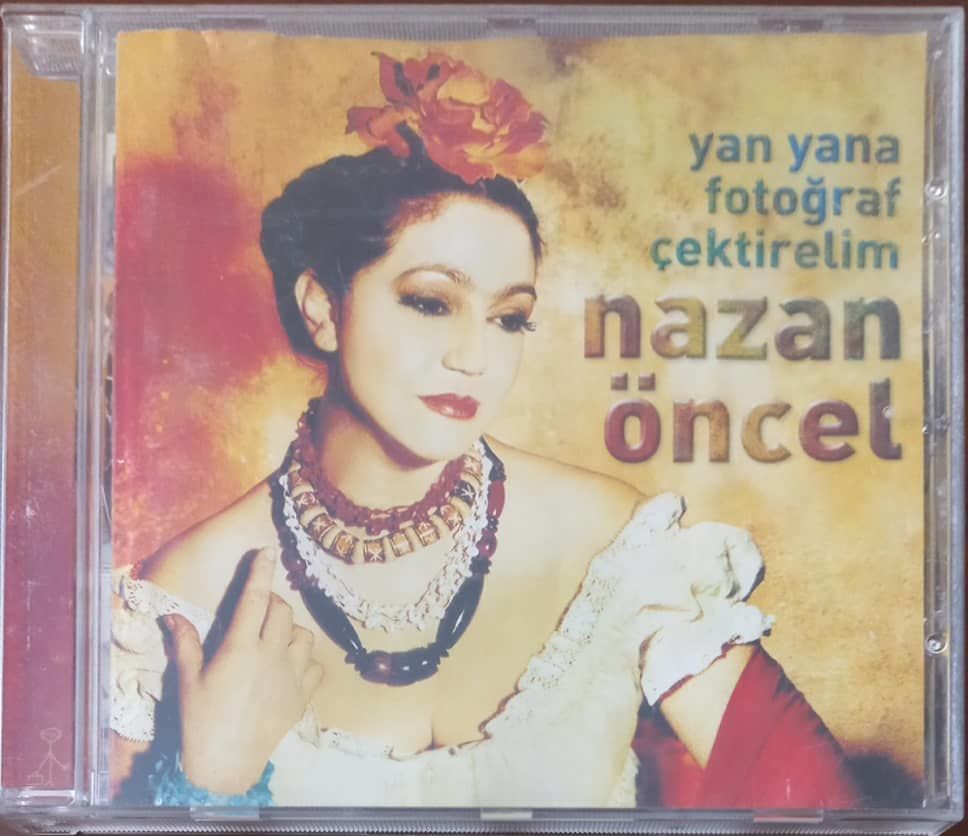 yan yana
fotoğraf
çektirelim
nazan
öncel